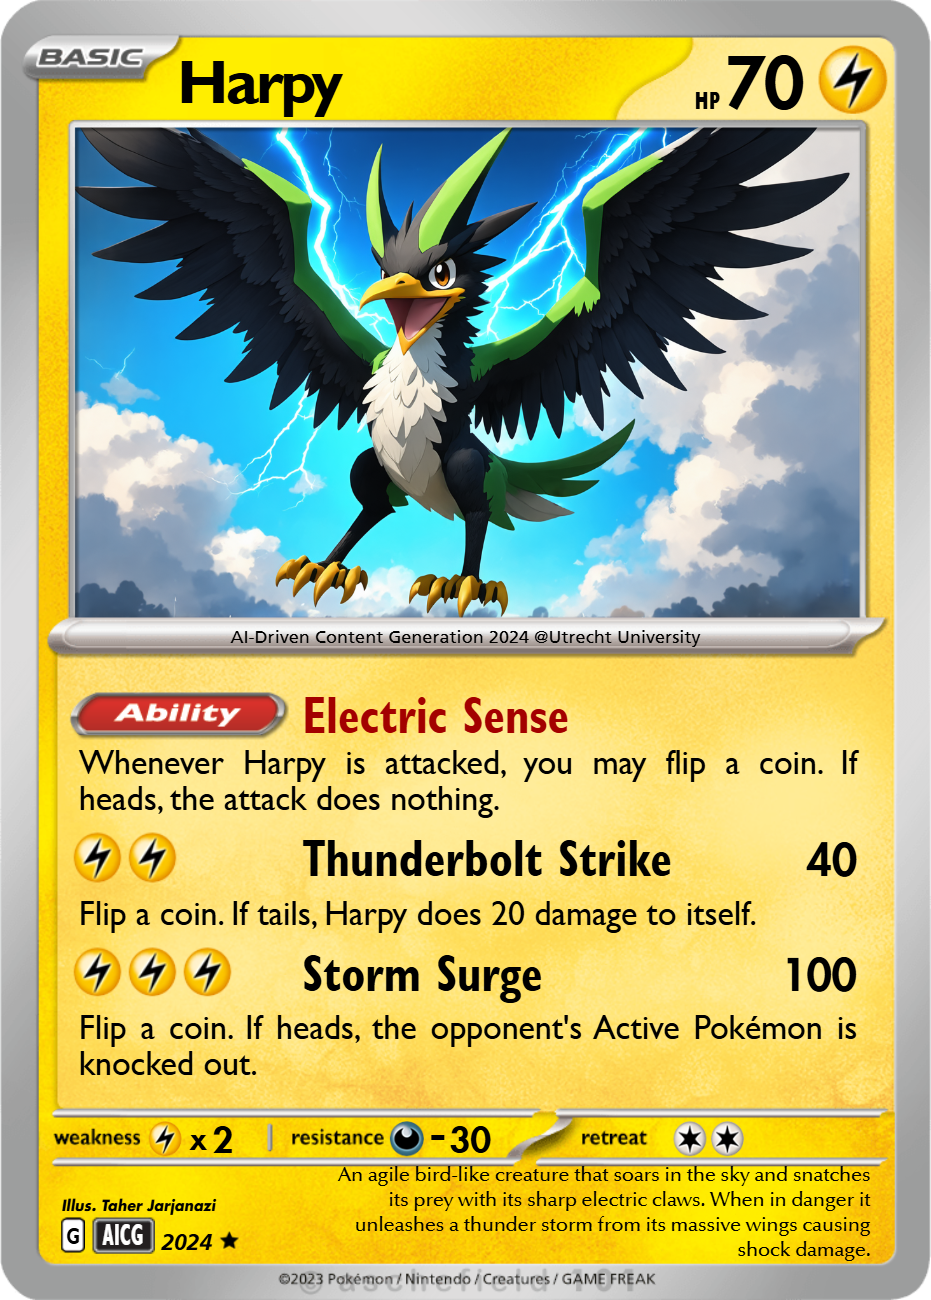 BASIC
Harpy
HP 70
AI-Driven Content Generation 2024 @Utrecht University
Ability Electric Sense
Whenever Harpy is attacked, you may flip a coin. If
heads, the attack does nothing.
Thunderbolt Strike 40
Flip a coin. If tails, Harpy does 20 damage to itself.
Storm Surge 100
Flip a coin. If heads, the opponent's Active Pokémon is
knocked out.
weakness x 2 resistance -30 retreat
An agile bird-like creature that soars in the sky and snatches
its prey with its sharp electric claws. When in danger it
unleashes a thunder storm from its massive wings causing
shock damage.
Illus. Taher Jarjanazi
G AICG 2024 ★
©2023 Pokémon / Nintendo / Creatures / GAME FREAK